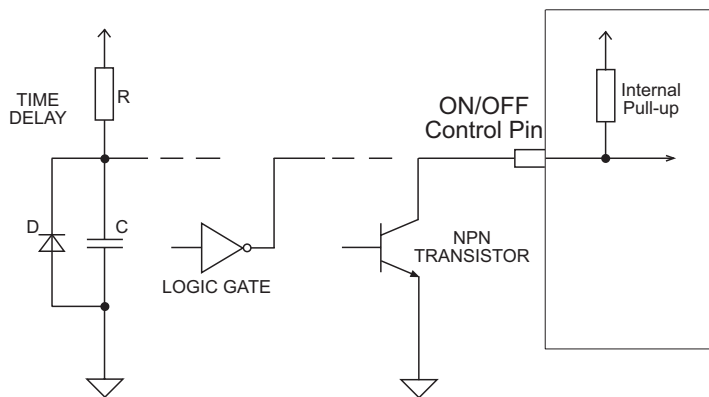 TIME
DELAY
R
D
C
LOGIC GATE
NPN
TRANSISTOR
ON/OFF
Control Pin
Internal
Pull-up